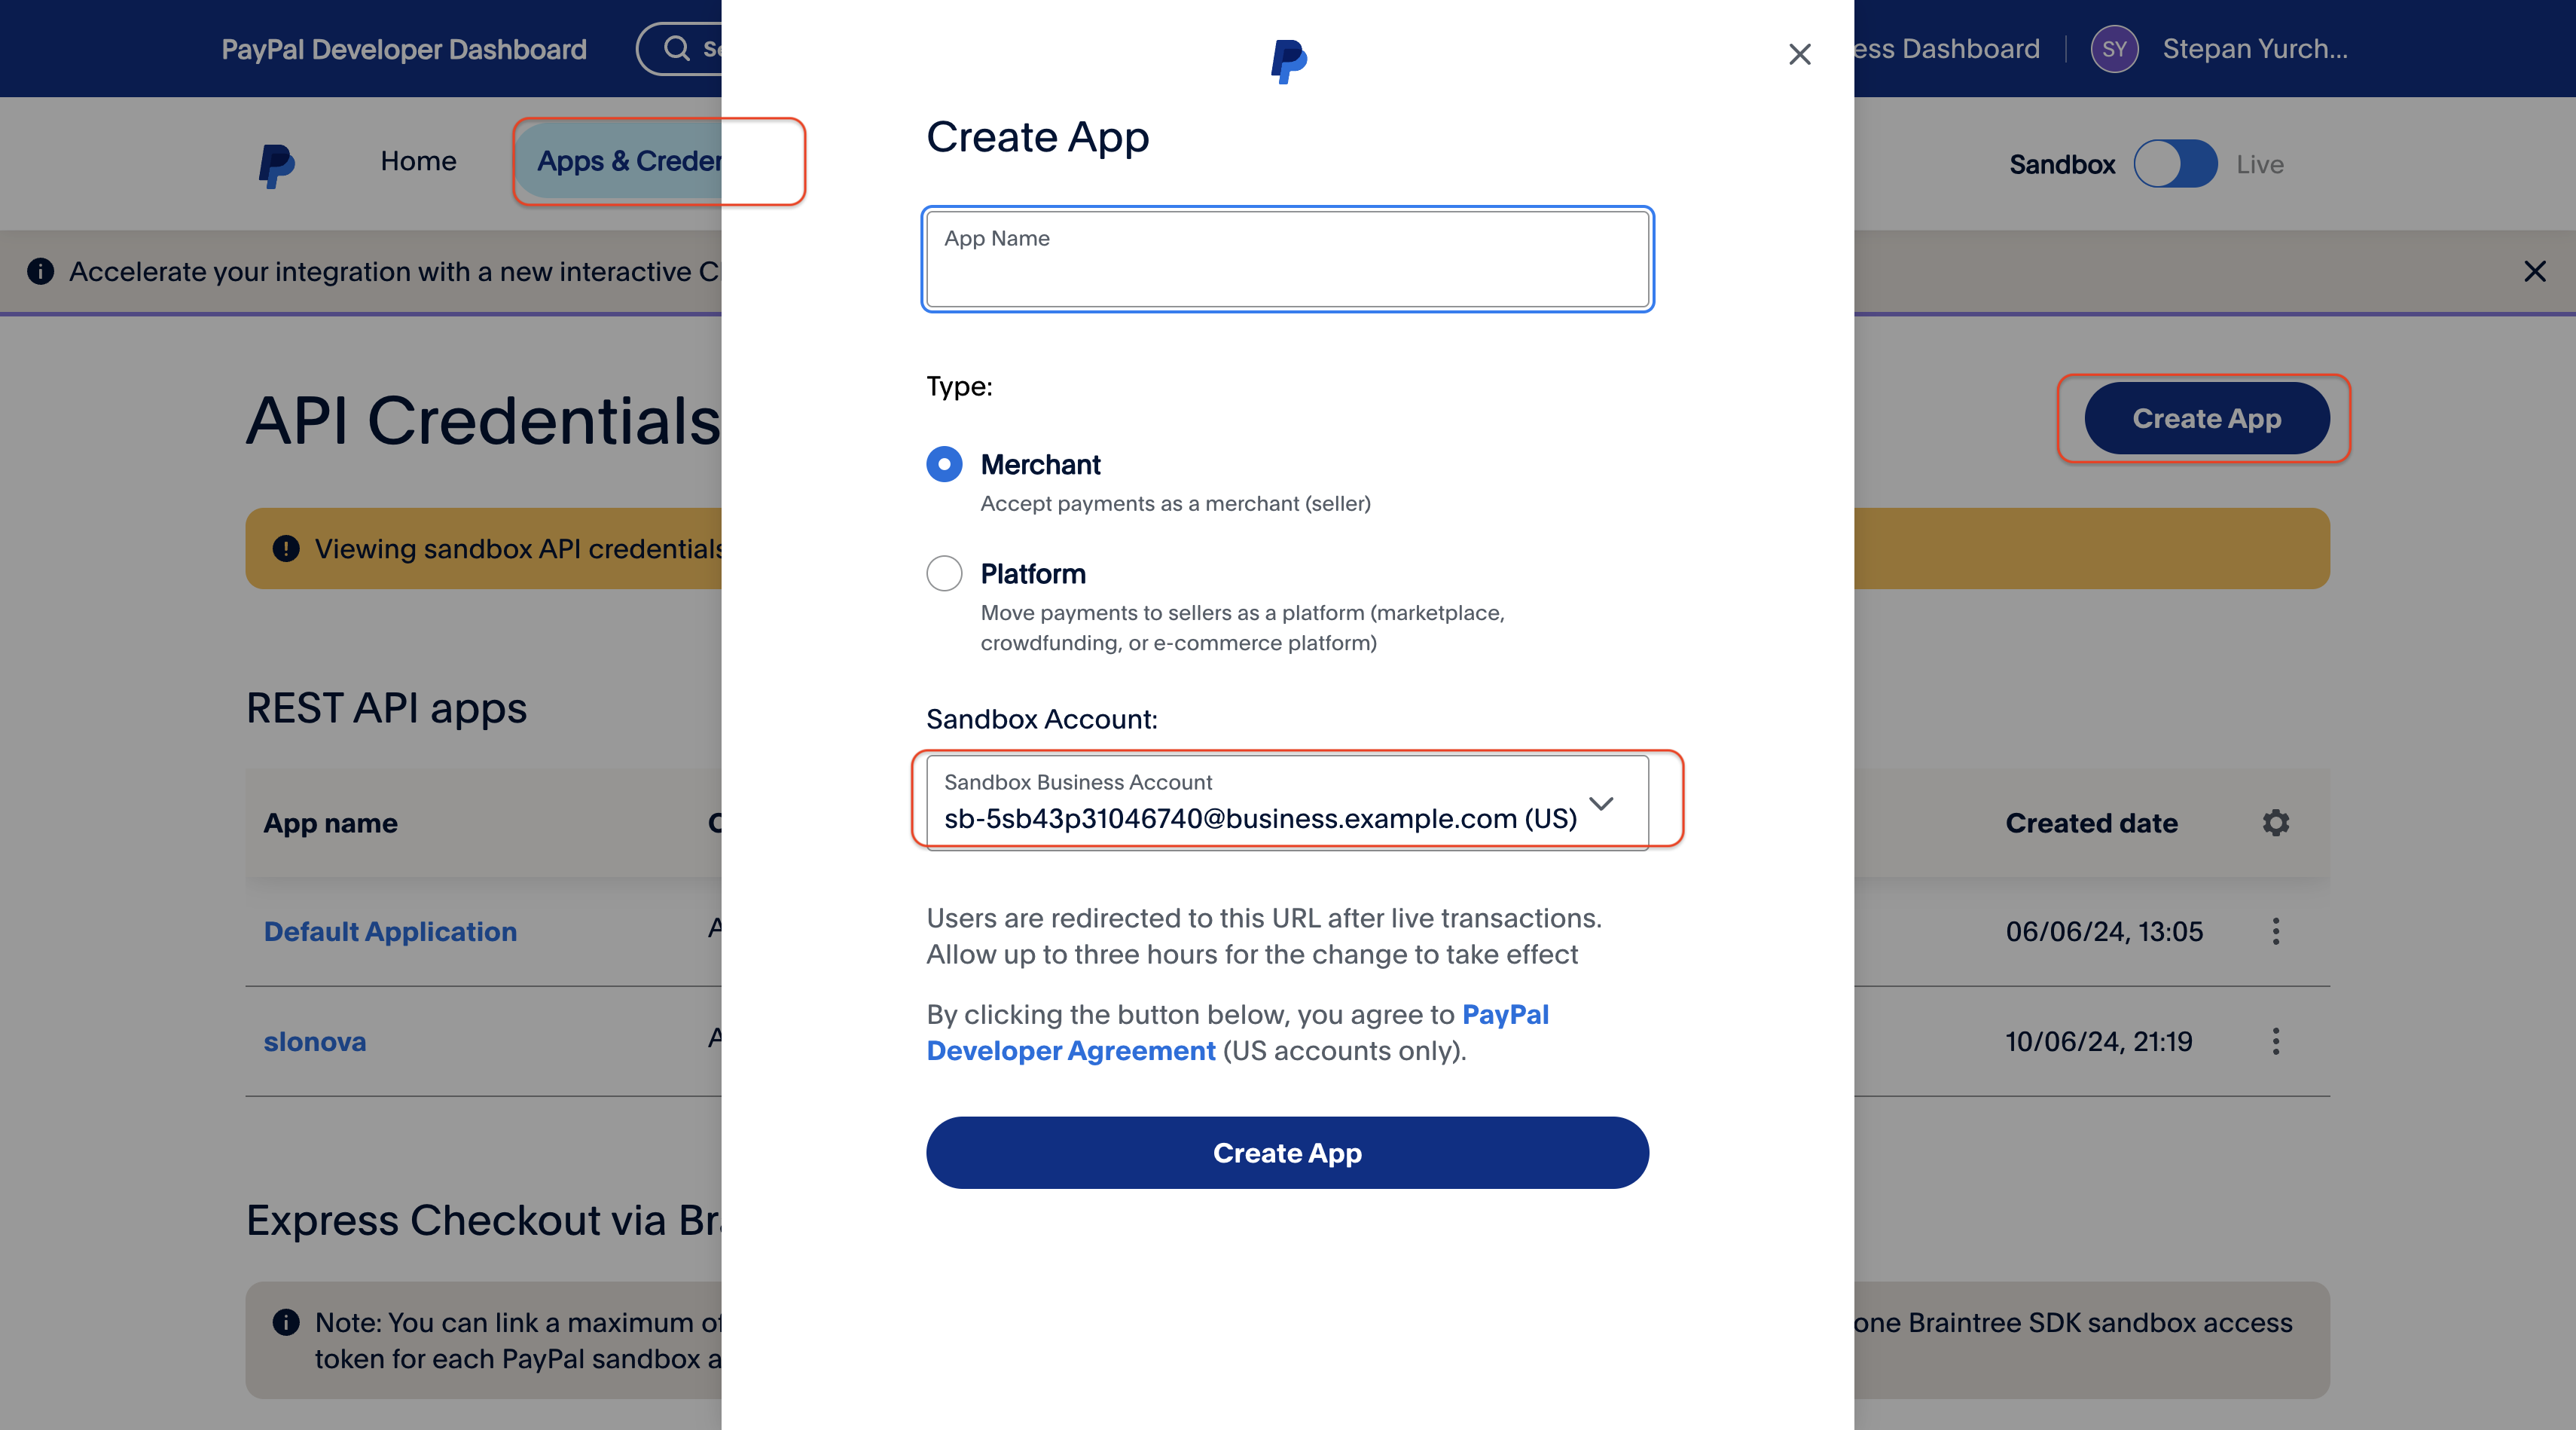 PayPal Developer Dashboard
ess Dashboard
SY
Stepan Yurch...
Home
Apps & Creden
Sandbox
Live
Accelerate your integration with a new interactive C
API Credentials
Create App
Viewing sandbox API credentials
REST API apps
App name
Created date
Default Application
06/06/24, 13:05
slonova
10/06/24, 21:19
Express Checkout via Bra
Note: You can link a maximum of
one Braintree SDK sandbox access
token for each PayPal sandbox a
Create App
App Name
Type:
Merchant
Accept payments as a merchant (seller)
Platform
Move payments to sellers as a platform (marketplace,
crowdfunding, or e-commerce platform)
Sandbox Account:
Sandbox Business Account
sb-5sb43p31046740@business.example.com (US)
Users are redirected to this URL after live transactions.
Allow up to three hours for the change to take effect
By clicking the button below, you agree to PayPal
Developer Agreement (US accounts only).
Create App